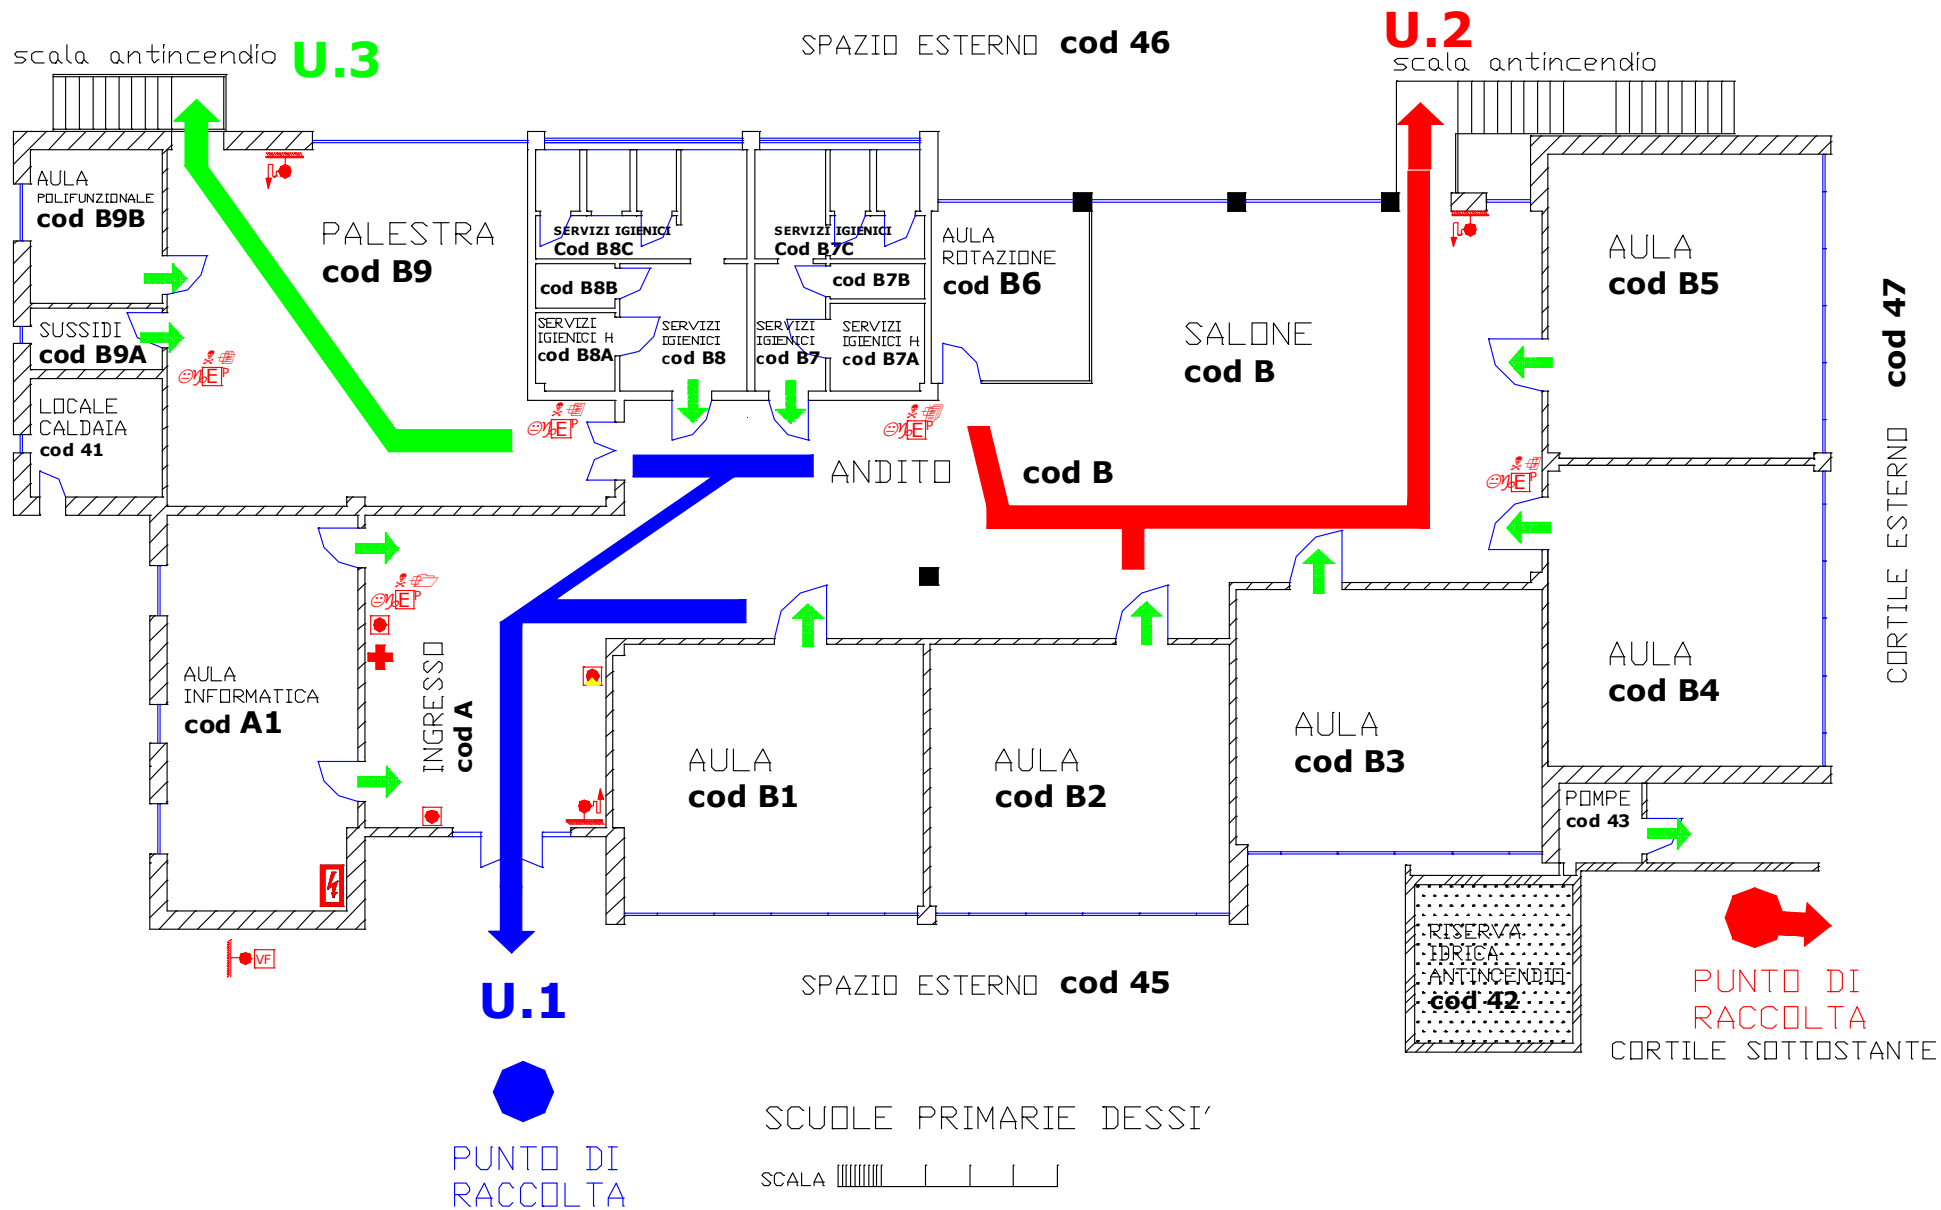 scala antincendio U.3
SPAZIO ESTERNO cod 46
U.2
scala antincendio
AULA
POLIFUNZIONALE
cod B9B
PALESTRA
cod B9
SERVIZI IGIENICI
Cod B8C
SERVIZI IGIENICI
Cod B7C
AULA
ROTAZIONE
cod B6
AULA
cod B5
cod B8B
cod B7B
SUSSIDI
cod B9A
SERVIZI
IGIENICI H
cod B8A
SERVIZI
IGIENICI
cod B8
SERVIZI
IGIENICI
cod B7
SERVIZI
IGIENICI H
cod B7A
SALONE
cod B
CORTILE ESTERNO cod 47
LOCALE
CALDAIA
cod 41
E P
E P
E P
E P
E P
ANDITO cod B
AULA
INFORMATICA
cod A1
INGRESSO
cod A
AULA
cod B1
AULA
cod B2
AULA
cod B3
AULA
cod B4
POMPE
cod 43
VF
U.1
SPAZIO ESTERNO cod 45
RISERVA
IDRICA
ANTINCENDIO
cod 42
PUNTO DI
RACCOLTA
CORTILE SOTTOSTANTE
PUNTO DI
RACCOLTA
SCUOLE PRIMARIE DESSI'
SCALA